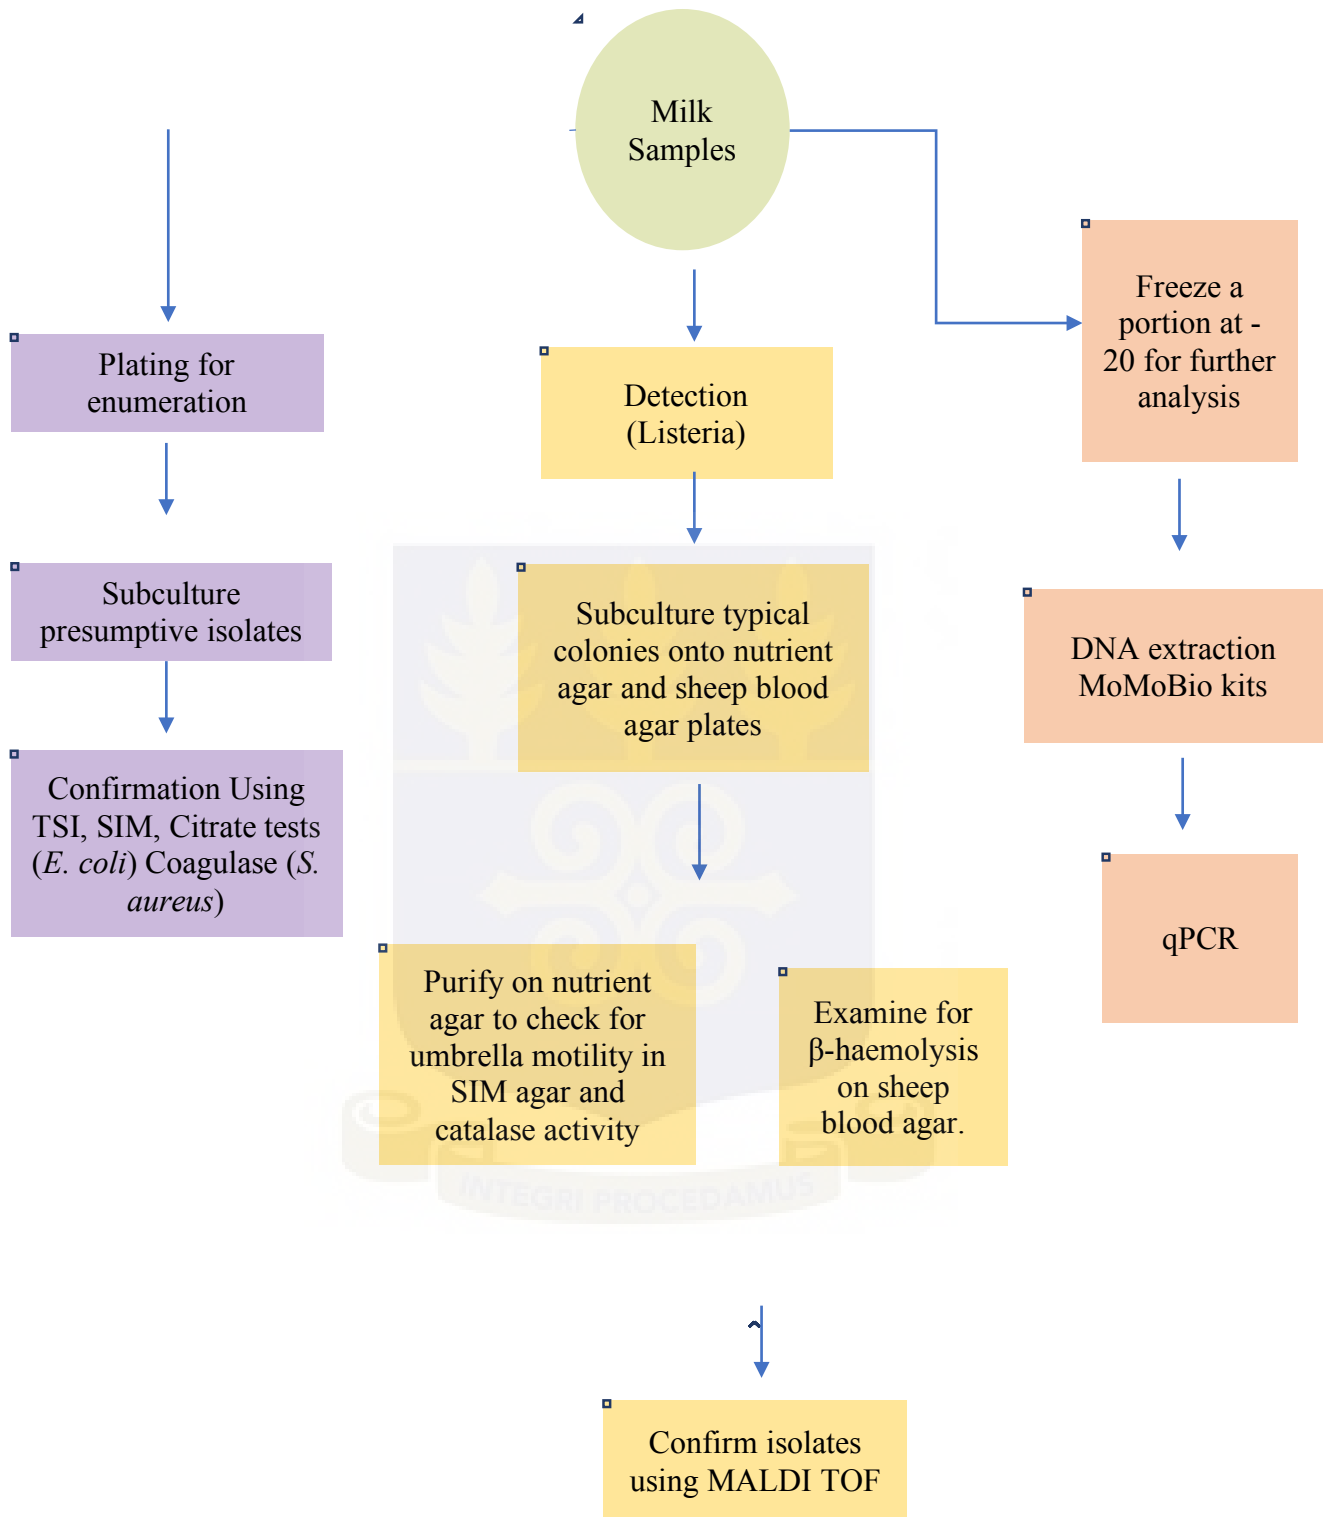 Milk
Samples
Freeze a
portion at -
20 for further
analysis
Plating for
enumeration
Detection
(Listeria)
Subculture
presumptive isolates
Subculture typical
colonies onto nutrient
agar and sheep blood
agar plates
DNA extraction
MoMoBio kits
Confirmation Using
TSI, SIM, Citrate tests
(E. coli) Coagulase (S.
aureus)
qPCR
Purify on nutrient
agar to check for
umbrella motility in
SIM agar and
catalase activity
Examine for
β-haemolysis
on sheep
blood agar.
INTEGRI PROCEDAMUS
Confirm isolates
using MALDI TOF